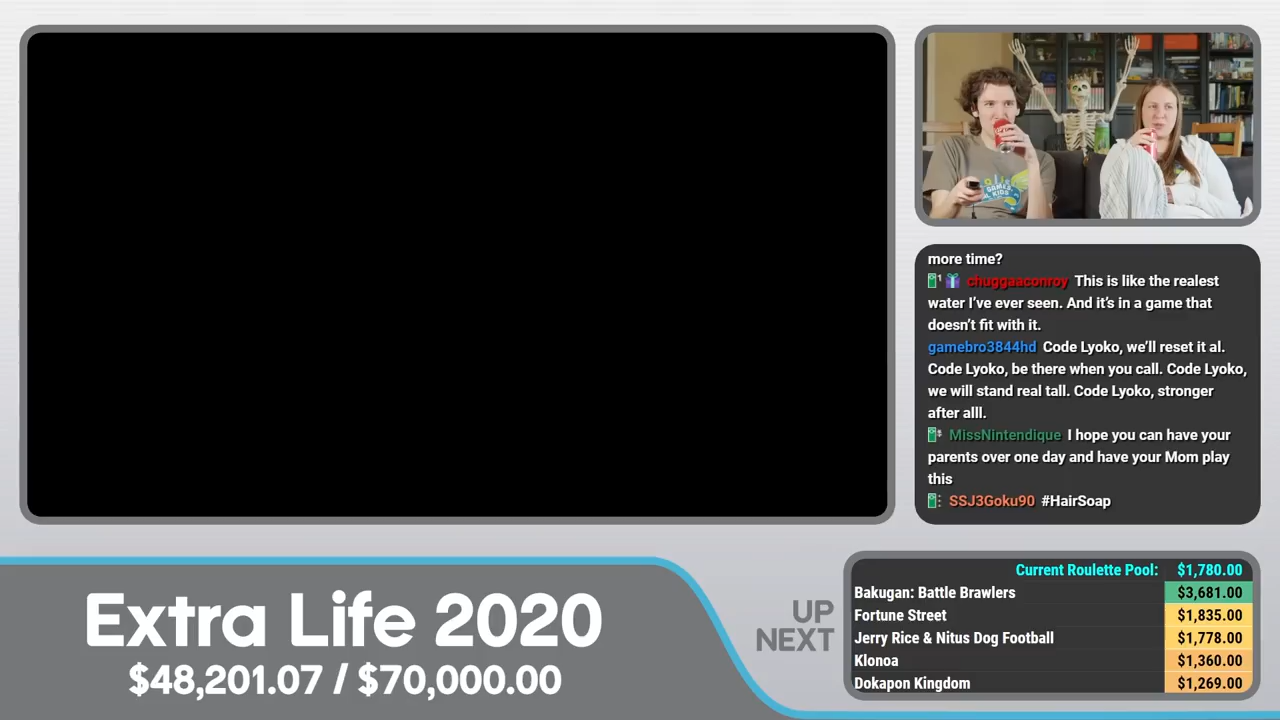 more time?
chuggaaconroy This is like the realest
water I've ever seen. And it's in a game that
doesn't fit with it.
gamebro3844hd Code Lyoko, we'll reset it al.
Code Lyoko, be there when you call. Code Lyoko,
we will stand real tall. Code Lyoko, stronger
after alll.
MissNintendique I hope you can have your
parents over one day and have your Mom play
this
SSJ3Goku90 #HairSoap
Extra Life 2020
$48,201.07 / $70,000.00
UP
NEXT
Current Roulette Pool: $1,780.00
Bakugan: Battle Brawlers $3,681.00
Fortune Street $1,835.00
Jerry Rice & Nitus Dog Football $1,778.00
Klonoa $1,360.00
Dokapon Kingdom $1,269.00